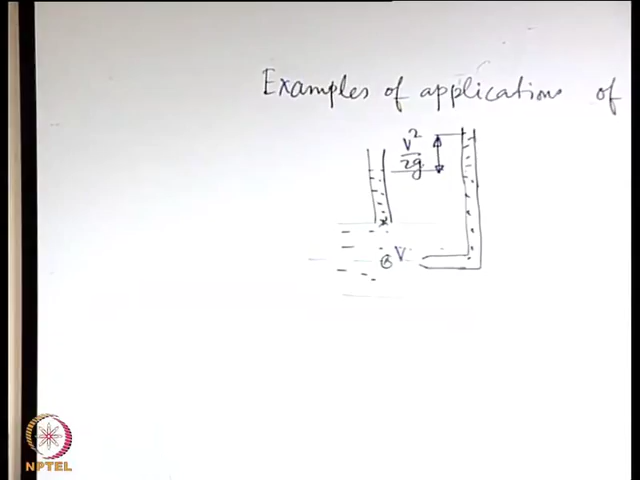 Examples of applications of
V²
2g
V
NPTEL